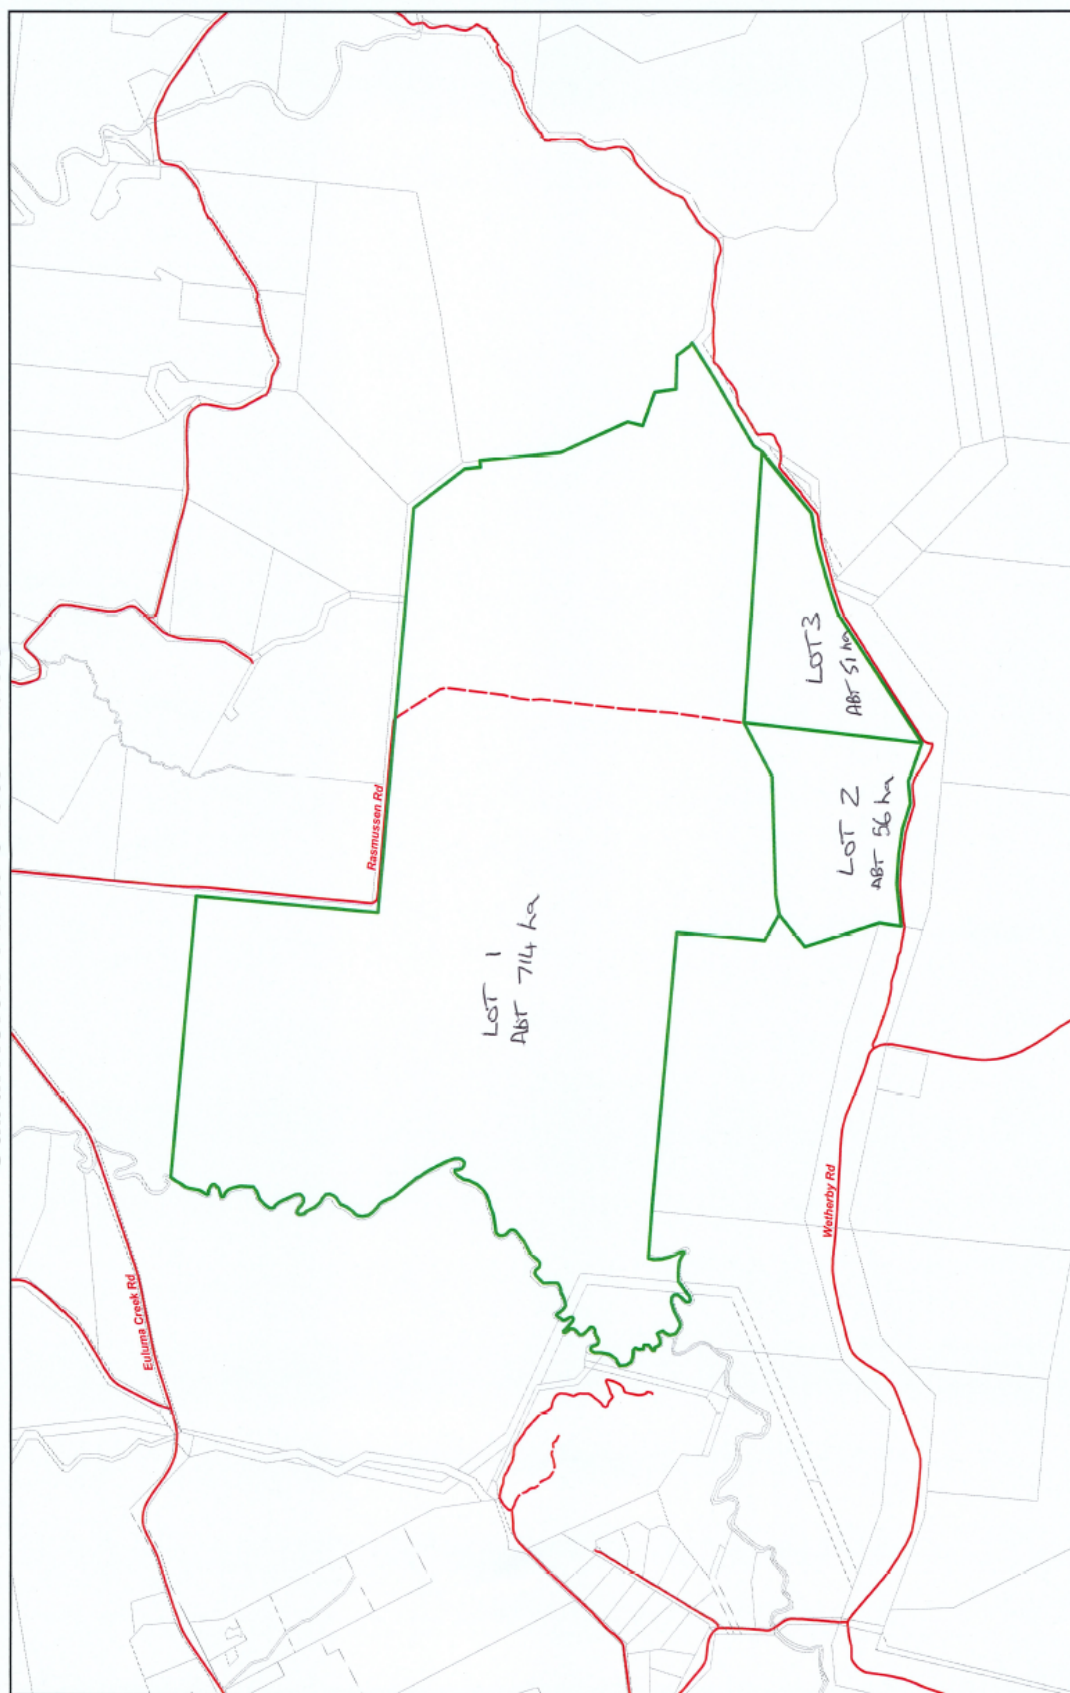 Rasmussen Rd
LOT 3
ABT 51 ha
LOT 2
ABT 56 ha
LOT 1
ABT 714 ha
Wetherby Rd
Euluma Creek Rd